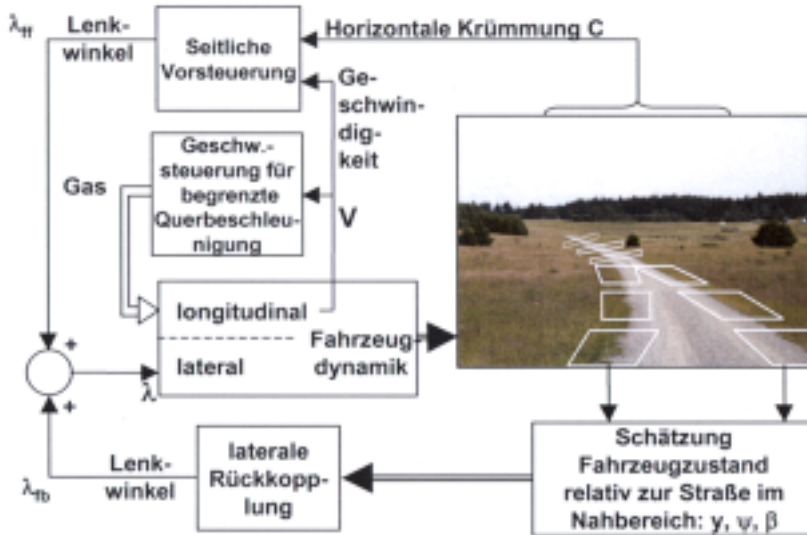 λff
Lenk-
winkel
Seitliche
Vorsteuerung
Horizontale Krümmung C
Ge-
schwin-
dig-
keit
V
Gas
Geschw.-
steuerung für
begrenzte
Querbeschleu-
nigung
longitudinal
lateral
Fahrzeug
dynamik
+
+
λ
λfb
Lenk-
winkel
laterale
Rückkopp-
lung
Schätzung
Fahrzeugzustand
relativ zur Straße im
Nahbereich: y, ψ, β